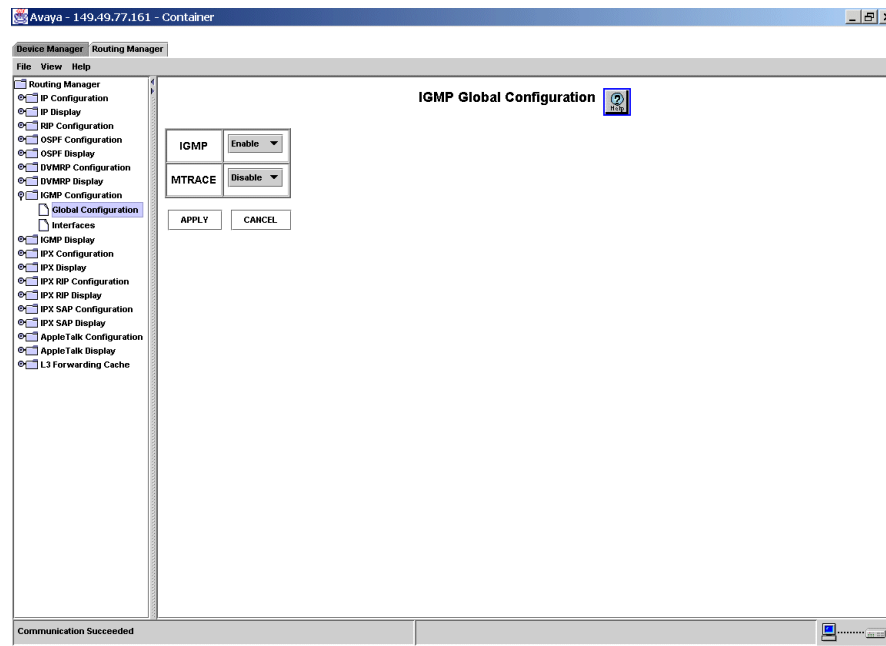 Avaya - 149.49.77.161 - Container
Device Manager Routing Manager
File View Help
Routing Manager
IP Configuration
IP Display
RIP Configuration
OSPF Configuration
OSPF Display
DVMRP Configuration
DVMRP Display
IGMP Configuration
Global Configuration
Interfaces
IGMP Display
IPX Configuration
IPX Display
IPX RIP Configuration
IPX RIP Display
IPX SAP Configuration
IPX SAP Display
AppleTalk Configuration
AppleTalk Display
L3 Forwarding Cache
IGMP Global Configuration
Help
IGMP Enable
MTRACE Disable
APPLY CANCEL
Communication Succeeded